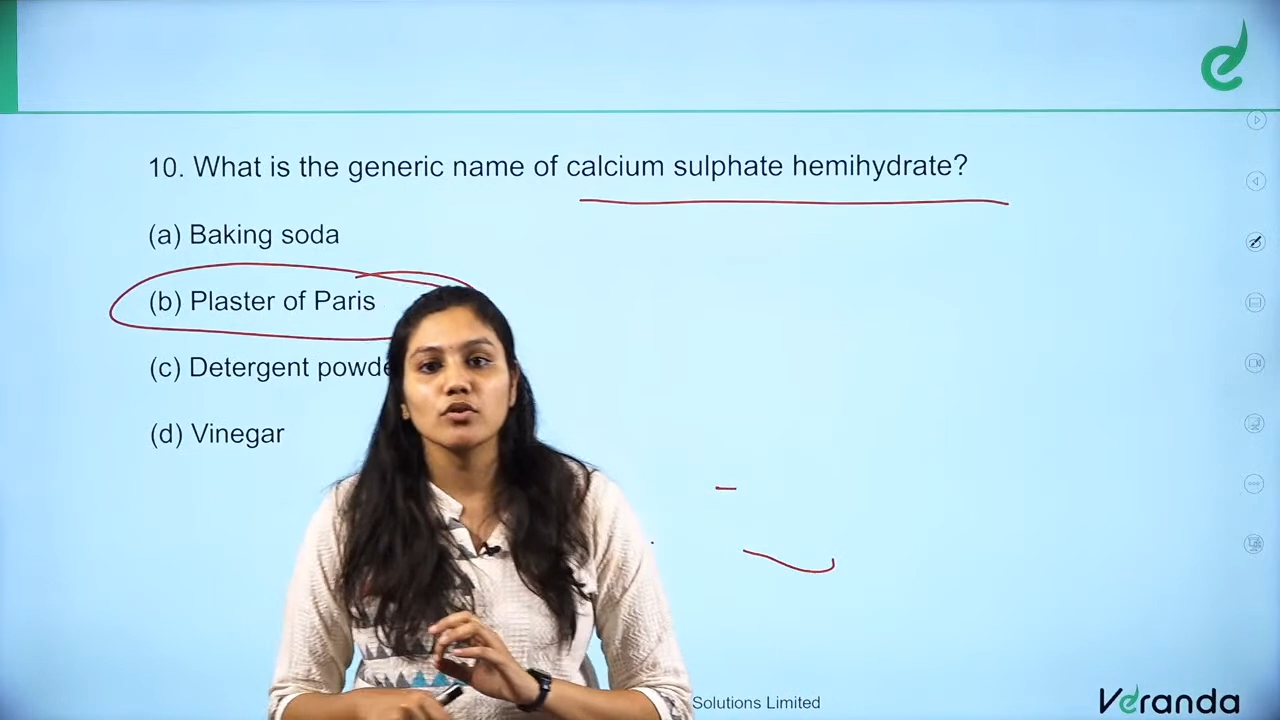 10. What is the generic name of calcium sulphate hemihydrate?
(a) Baking soda
(b) Plaster of Paris
(c) Detergent powde
(d) Vinegar
Solutions Limited
Veranda